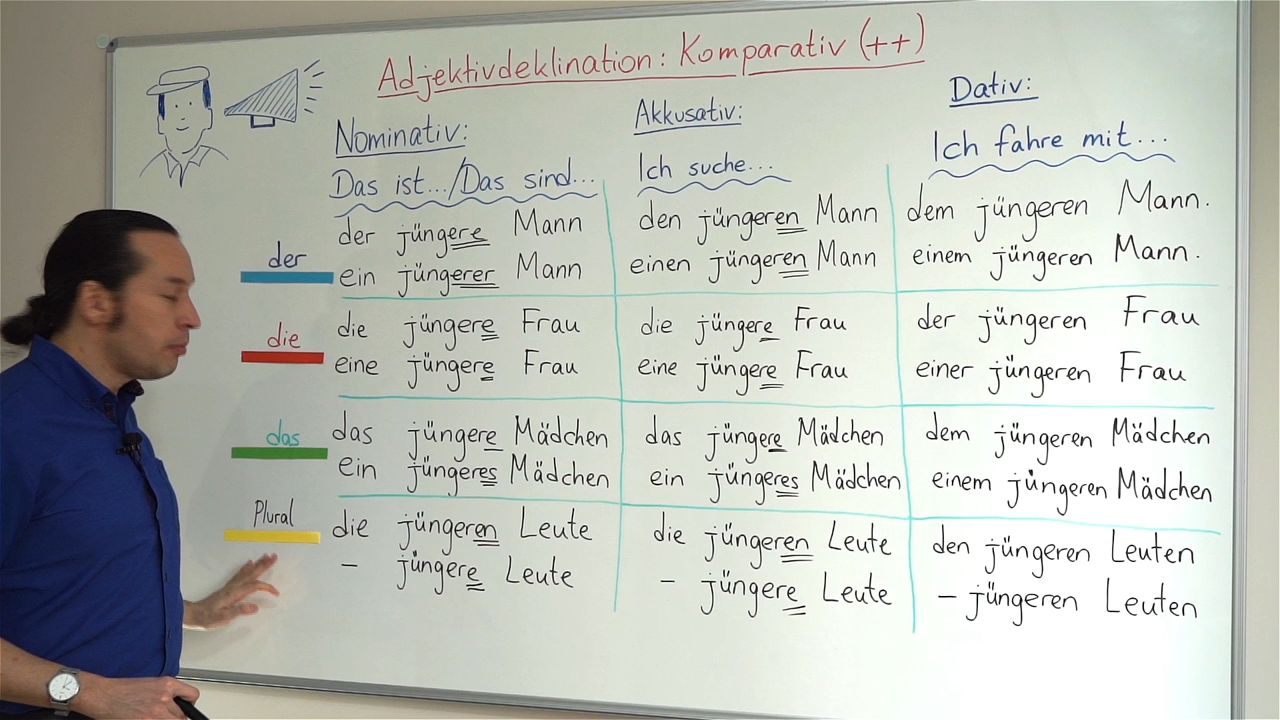 Adjektivdeklination: Komparativ (++)
Nominativ:
Das ist.../Das sind...
Akkusativ:
Ich suche...
Dativ:
Ich fahre mit...
der
der jüngere Mann
ein jüngerer Mann
den jüngeren Mann
einen jüngeren Mann
dem jüngeren Mann.
einem jüngeren Mann.
die
die jüngere Frau
eine jüngere Frau
die jüngere Frau
eine jüngere Frau
der jüngeren Frau
einer jüngeren Frau
das
das jüngere Mädchen
ein jüngeres Mädchen
das jüngere Mädchen
ein jüngeres Mädchen
dem jüngeren Mädchen
einem jüngeren Mädchen
Plural
die jüngeren Leute
– jüngere Leute
die jüngeren Leute
– jüngere Leute
den jüngeren Leuten
– jüngeren Leuten